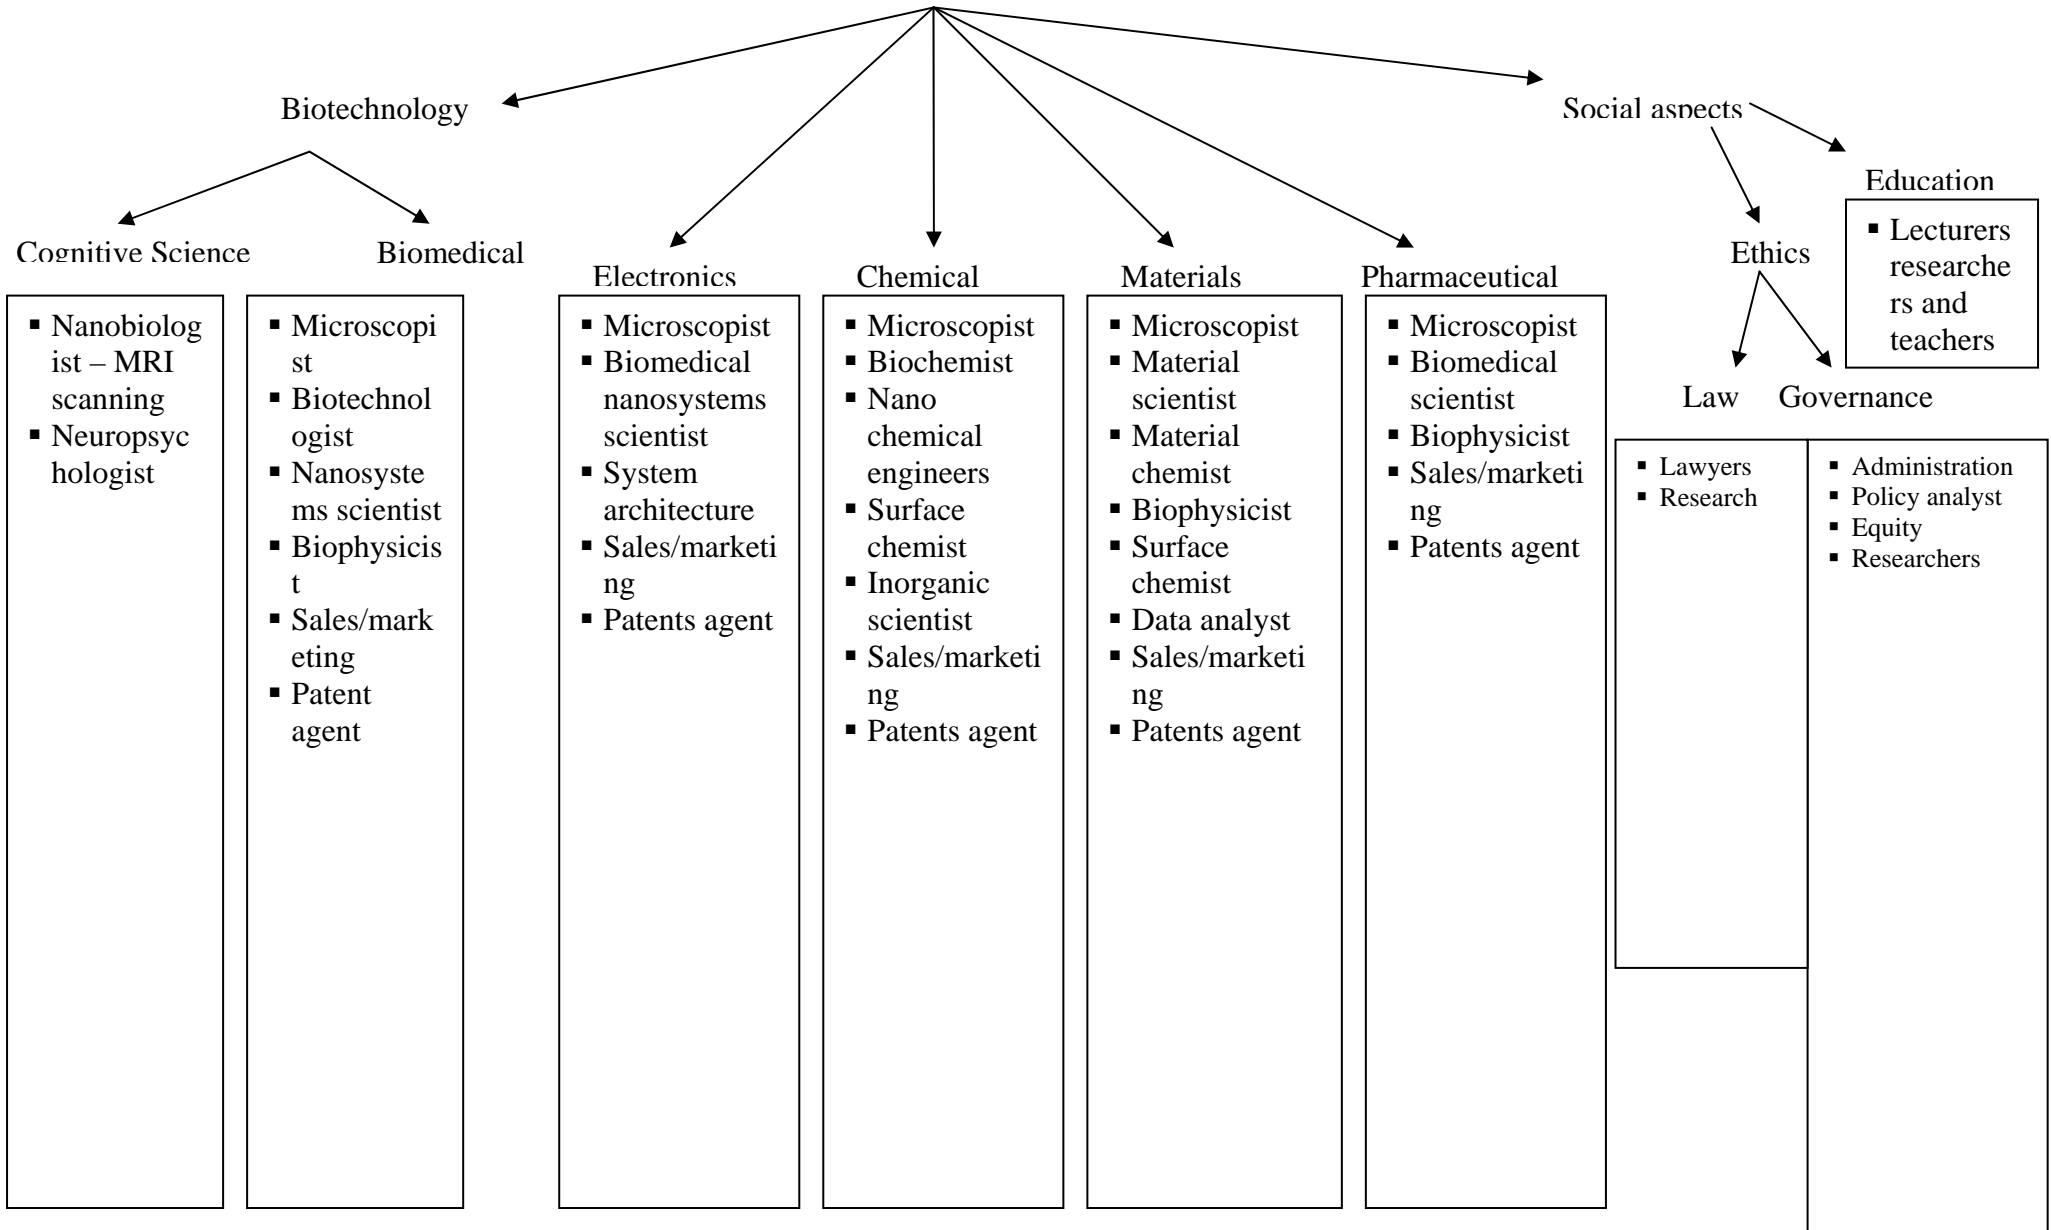 Biotechnology
Social aspects
Education
Cognitive Science
Biomedical
Ethics
Electronics
Chemical
Materials
Pharmaceutical
Law
Governance
▪ Nanobiolog
ist – MRI
scanning
▪ Neuropsyc
hologist
▪ Microscopi
st
▪ Biotechnol
ogist
▪ Nanosyste
ms scientist
▪ Biophysicis
t
▪ Sales/mark
eting
▪ Patent
agent
▪ Microscopist
▪ Biomedical
nanosystems
scientist
▪ System
architecture
▪ Sales/marketi
ng
▪ Patents agent
▪ Microscopist
▪ Biochemist
▪ Nano
chemical
engineers
▪ Surface
chemist
▪ Inorganic
scientist
▪ Sales/marketi
ng
▪ Patents agent
▪ Microscopist
▪ Material
scientist
▪ Material
chemist
▪ Biophysicist
▪ Surface
chemist
▪ Data analyst
▪ Sales/marketi
ng
▪ Patents agent
▪ Microscopist
▪ Biomedical
scientist
▪ Biophysicist
▪ Sales/marketi
ng
▪ Patents agent
▪ Lawyers
▪ Research
▪ Administration
▪ Policy analyst
▪ Equity
▪ Researchers
▪ Lecturers
researche
rs and
teachers